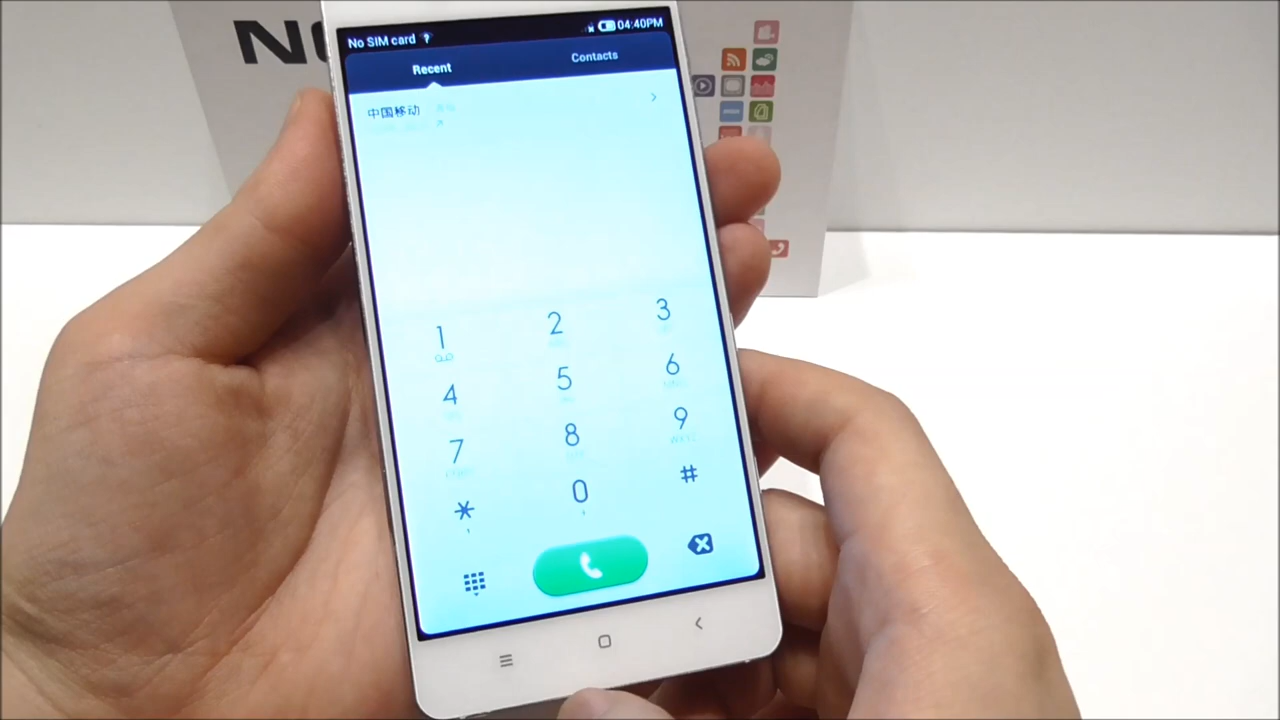 No SIM card ?
04:40PM
Recent
Contacts
中国移动
1
2
3
4
5
6
7
8
9
WXYZ
*
0
+
#